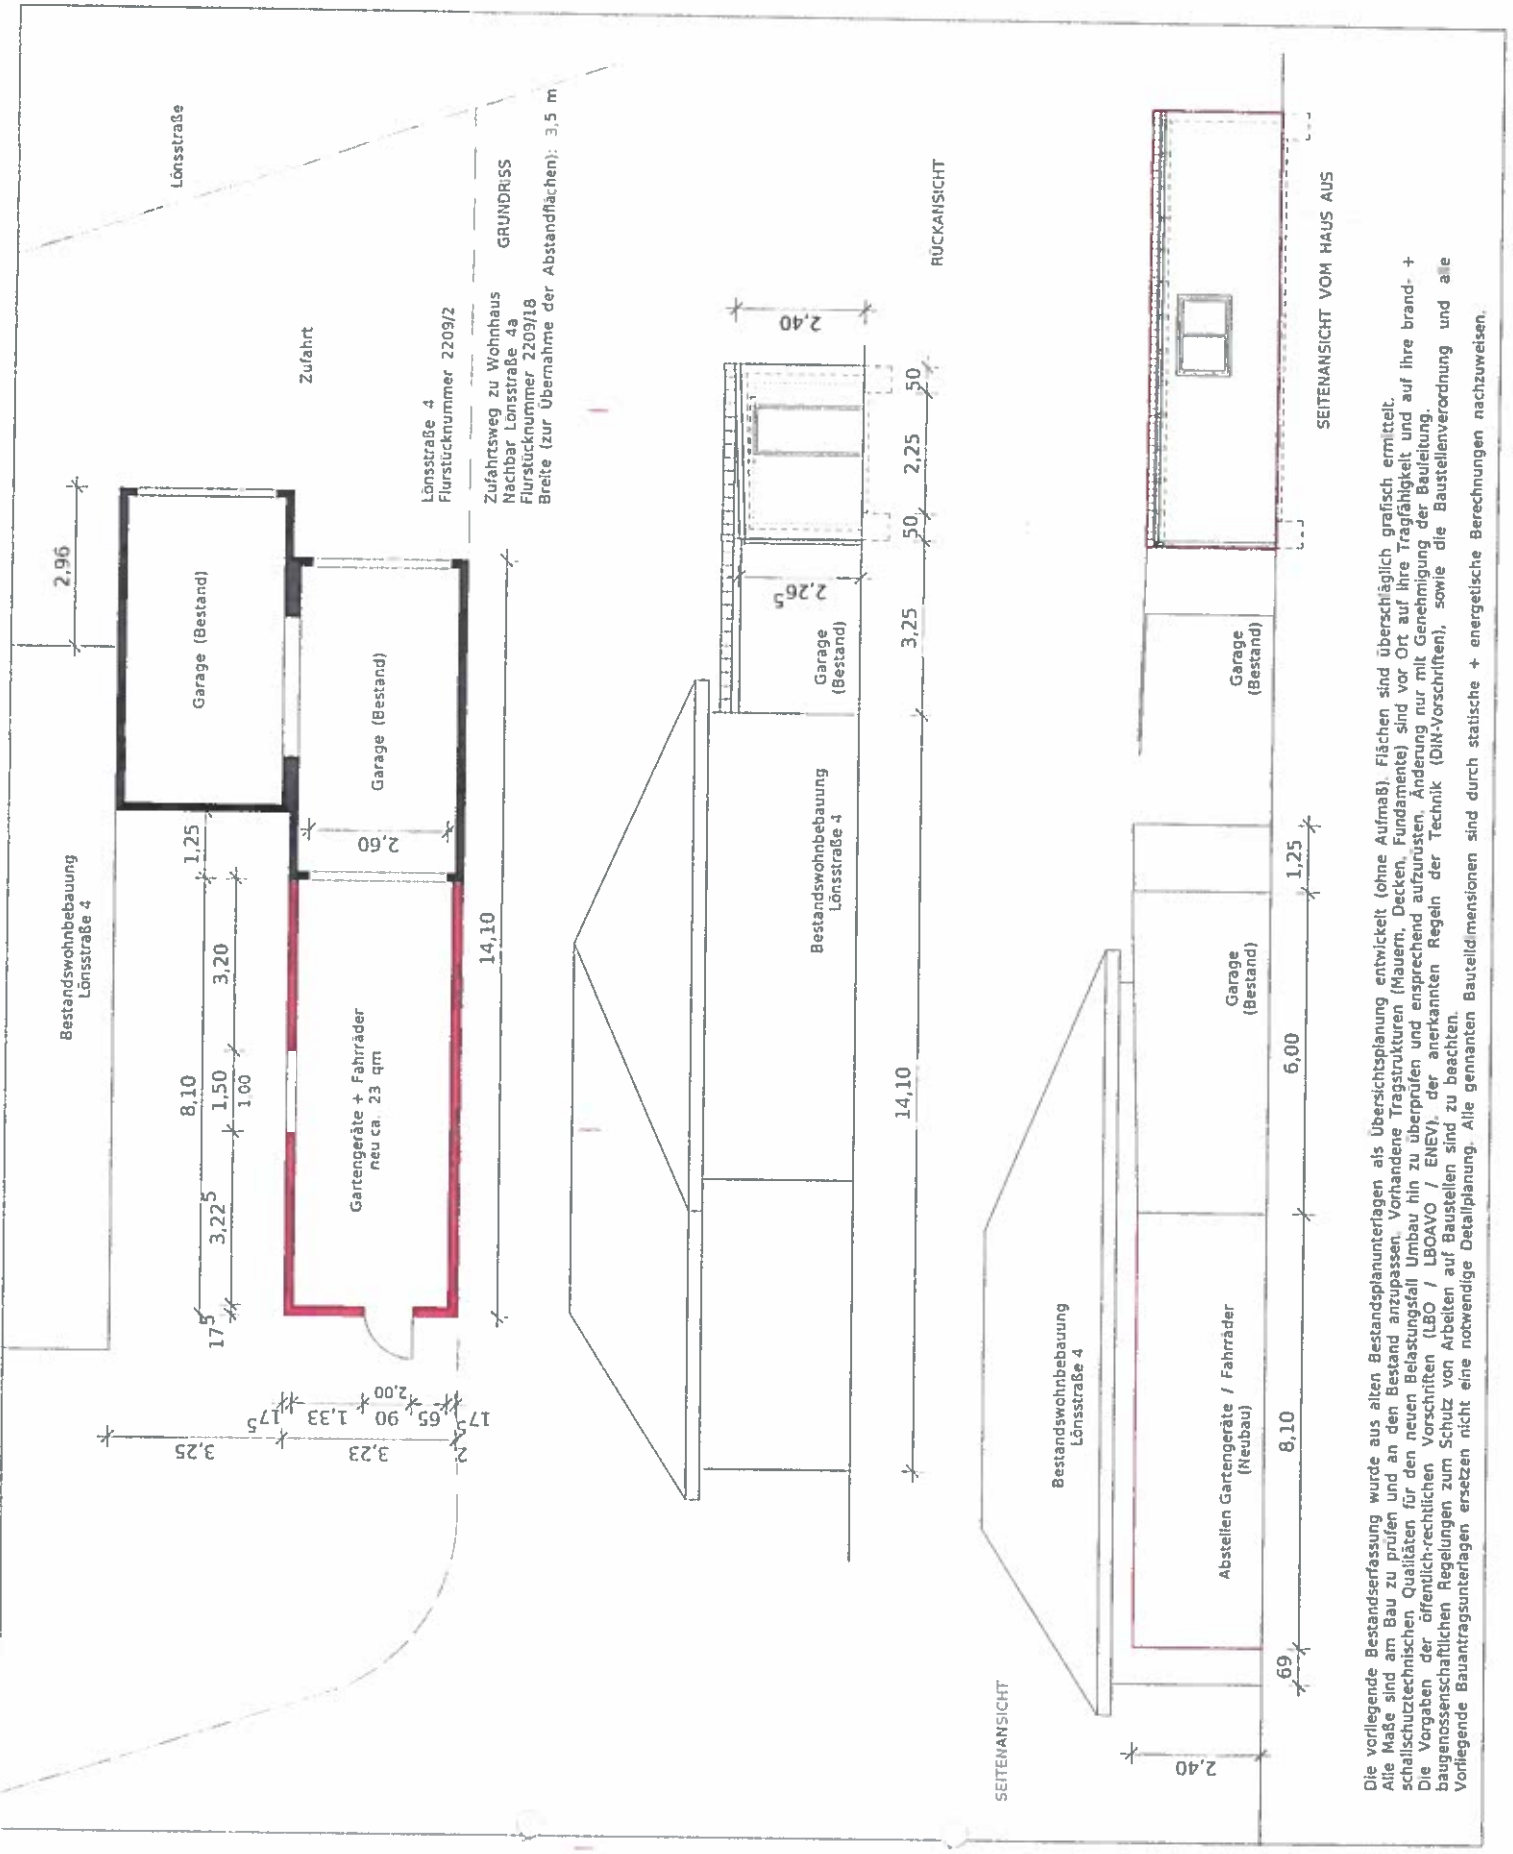 Lönsstraße
Zufahrt
Bestandswohnbebauung
Lönsstraße 4
Garage (Bestand)
2,96
Garage (Bestand)
2,60
1,25
8,10
3,20
1,50
1,00
3,22⁵
17⁵
Gartengeräte + Fahrräder
neu ca. 23 qm
14,10
3,25
3,23
2
17⁵
1,33
90
2,00
65
17⁵
Lönsstraße 4
Flurstücknummer 2209/2
Zufahrtsweg zu Wohnhaus
Nachbar Lönsstraße 4a
Flurstücknummer 2209/18
Breite (zur Übernahme der Abstandflächen): 3,5 m
GRUNDRISS
Bestandswohnbebauung
Lönsstraße 4
Garage
(Bestand)
2,26⁵
2,40
14,10
3,25
50
2,25
50
RÜCKANSICHT
SEITENANSICHT
Bestandswohnbebauung
Lönsstraße 4
Abstellen Gartengeräte / Fahrräder
(Neubau)
Garage
(Bestand)
2,40
69
8,10
6,00
1,25
Garage
(Bestand)
SEITENANSICHT VOM HAUS AUS
Die vorliegende Bestandserfassung wurde aus alten Bestandsplanunterlagen als Übersichtsplanung entwickelt (ohne Aufmaß). Flächen sind überschläglich grafisch ermittelt.
Alle Maße sind am Bau zu prüfen und an den Bestand anzupassen. Vorhandene Tragstrukturen (Mauern, Decken, Fundamente) sind vor Ort auf ihre Tragfähigkeit und auf ihre brand- +
schallschutztechnischen Qualitäten für den neuen Belastungsfall Umbau hin zu überprüfen und ensprechend aufzurüsten. Änderung nur mit Genehmigung der Bauleitung.
Die Vorgaben der öffentlich-rechtlichen Vorschriften (LBO / LBOAVO / ENEV), der anerkannten Regeln der Technik (DIN-Vorschriften), sowie die Baustellenverordnung und alle
baugenossenschaftlichen Regelungen zum Schutz von Arbeiten auf Baustellen sind zu beachten.
Vorliegende Bauantragsunterlagen ersetzen nicht eine notwendige Detailplanung. Alle gennanten Bauteildimensionen sind durch statische + energetische Berechnungen nachzuweisen.